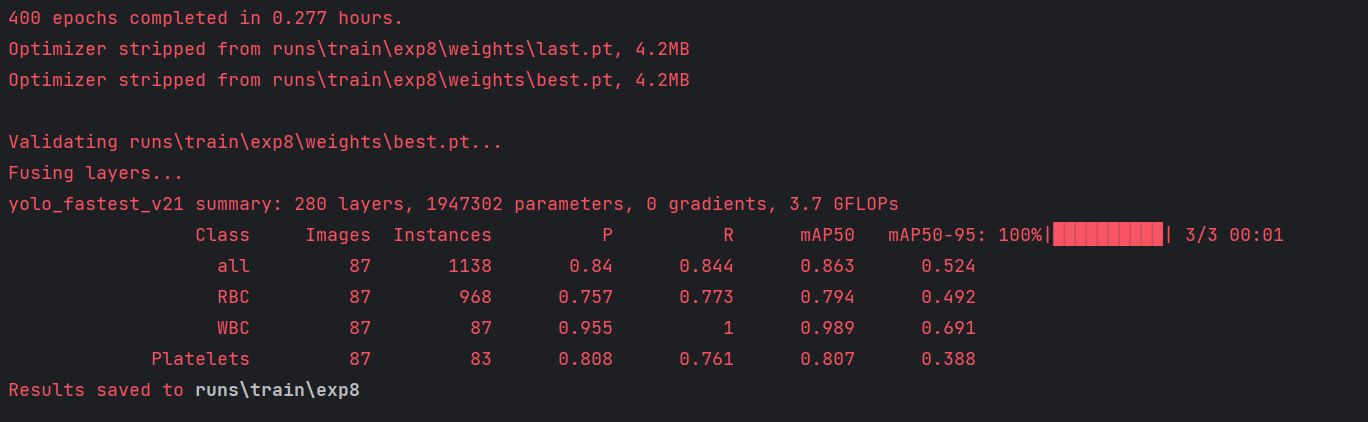 400 epochs completed in 0.277 hours.
Optimizer stripped from runs\train\exp8\weights\last.pt, 4.2MB
Optimizer stripped from runs\train\exp8\weights\best.pt, 4.2MB
Validating runs\train\exp8\weights\best.pt...
Fusing layers...
yolo_fastest_v21 summary: 280 layers, 1947302 parameters, 0 gradients, 3.7 GFLOPs
Class Images Instances P R mAP50 mAP50-95: 100%|██████████| 3/3 00:01
all 87 1138 0.84 0.844 0.863 0.524
RBC 87 968 0.757 0.773 0.794 0.492
WBC 87 87 0.955 1 0.989 0.691
Platelets 87 83 0.808 0.761 0.807 0.388
Results saved to runs\train\exp8